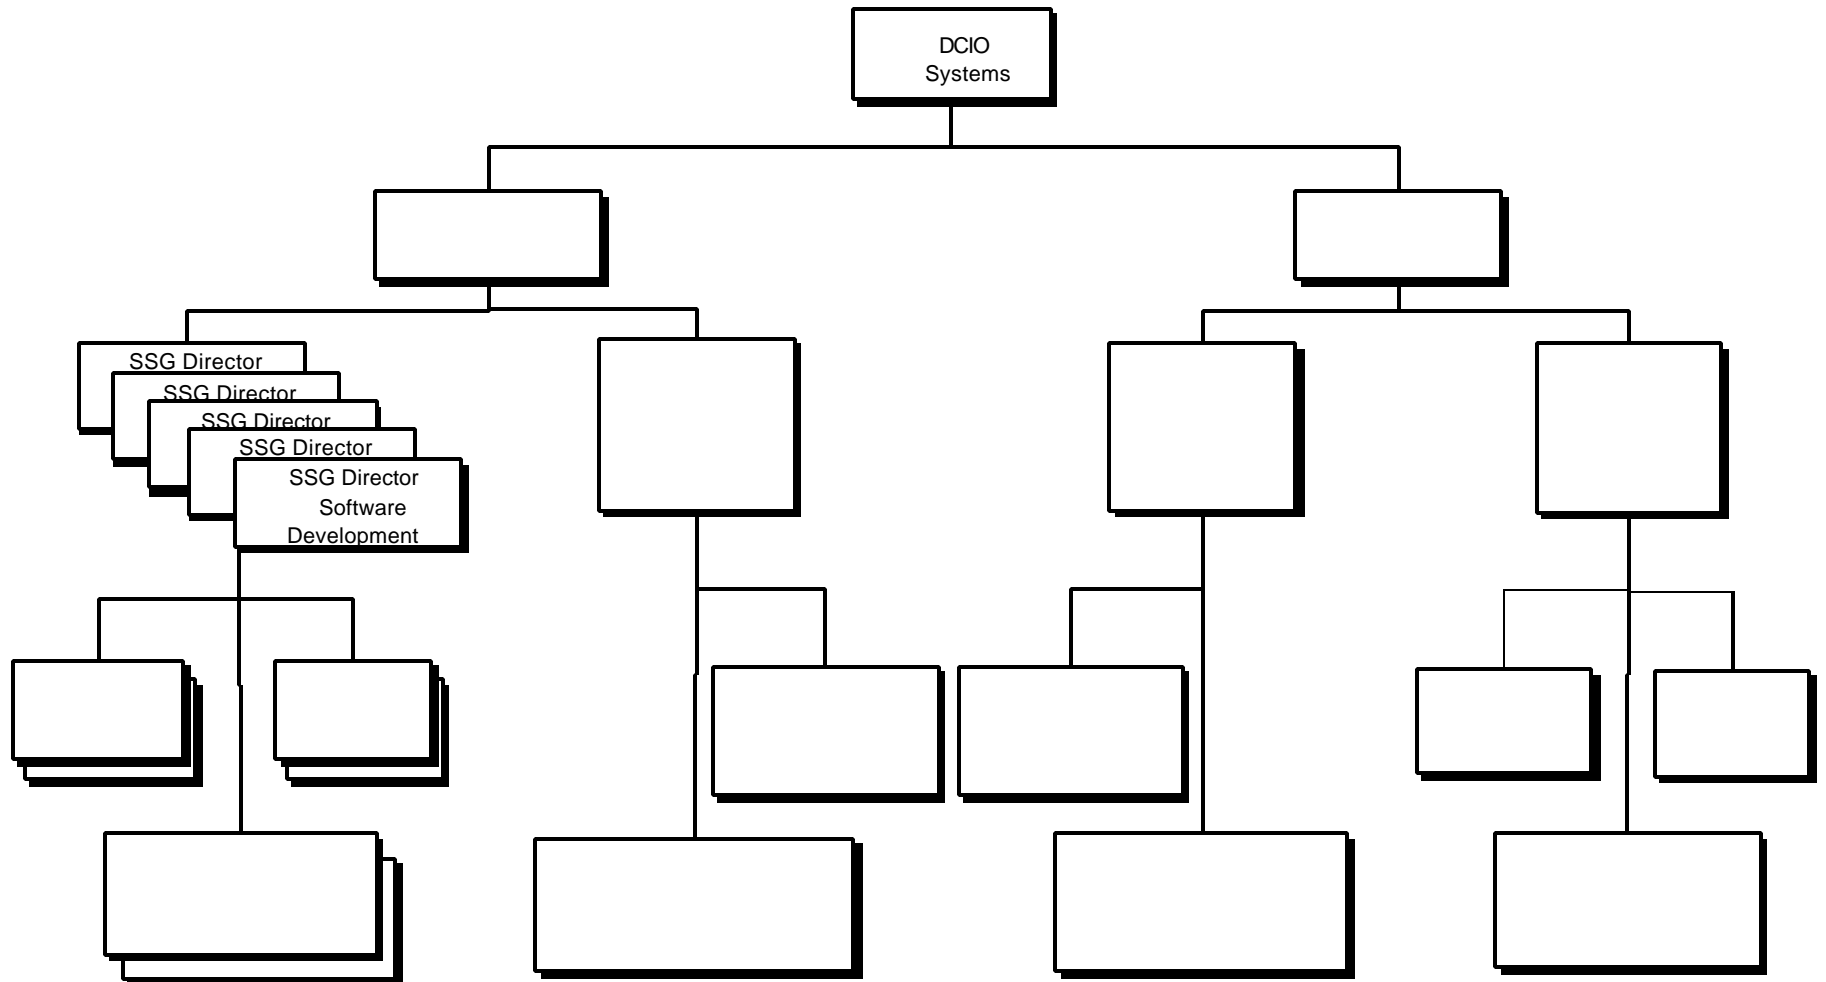 DCIO
Systems
SSG Director
SSG Director
SSG Director
SSG Director
SSG Director
Software
Development